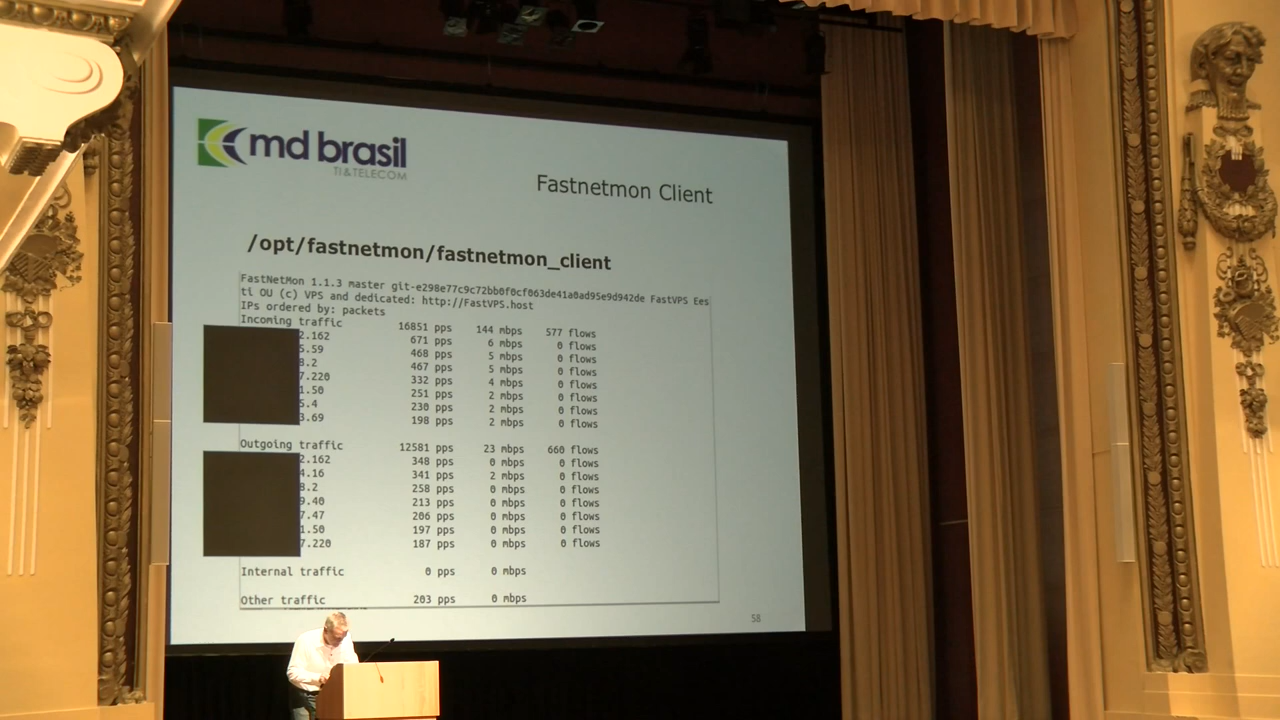 md brasil
TI & TELECOM
Fastnetmon Client
/opt/fastnetmon/fastnetmon_client
FastNetMon 1.1.3 master git-e298e77c9c72bb0f0cf063de41a0ad95e9d942de FastVPS Ees
ti OU (c) VPS and dedicated: http://FastVPS.host
IPs ordered by: packets
Incoming traffic 16851 pps 144 mbps 577 flows
2.162 671 pps 6 mbps 0 flows
5.59 468 pps 5 mbps 0 flows
8.2 467 pps 5 mbps 0 flows
7.220 332 pps 4 mbps 0 flows
1.50 251 pps 2 mbps 0 flows
5.4 230 pps 2 mbps 0 flows
3.69 198 pps 2 mbps 0 flows
Outgoing traffic 12581 pps 23 mbps 660 flows
2.162 348 pps 0 mbps 0 flows
4.16 341 pps 2 mbps 0 flows
8.2 258 pps 0 mbps 0 flows
9.40 213 pps 0 mbps 0 flows
7.47 206 pps 0 mbps 0 flows
1.50 197 pps 0 mbps 0 flows
7.220 187 pps 0 mbps 0 flows
Internal traffic 0 pps 0 mbps
Other traffic 203 pps 0 mbps
58